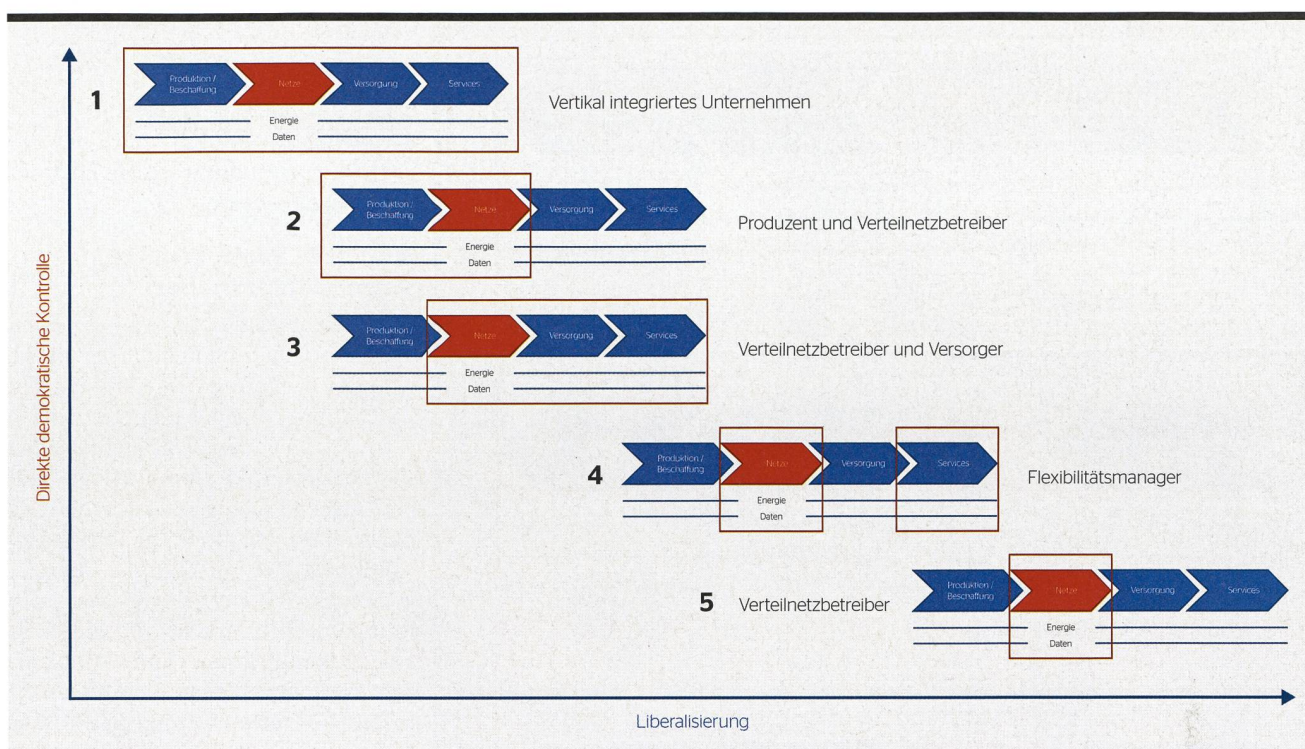 Direkte demokratische Kontrolle
1
Produktion /
Beschaffung
Netze
Versorgung
Services
Energie
Daten
Vertikal integriertes Unternehmen
2
Produktion /
Beschaffung
Netze
Versorgung
Services
Energie
Daten
Produzent und Verteilnetzbetreiber
3
Produktion /
Beschaffung
Netze
Versorgung
Services
Energie
Daten
Verteilnetzbetreiber und Versorger
4
Produktion /
Beschaffung
Netze
Versorgung
Services
Energie
Daten
Flexibilitätsmanager
5
Verteilnetzbetreiber
Produktion /
Beschaffung
Netze
Versorgung
Services
Energie
Daten
Liberalisierung